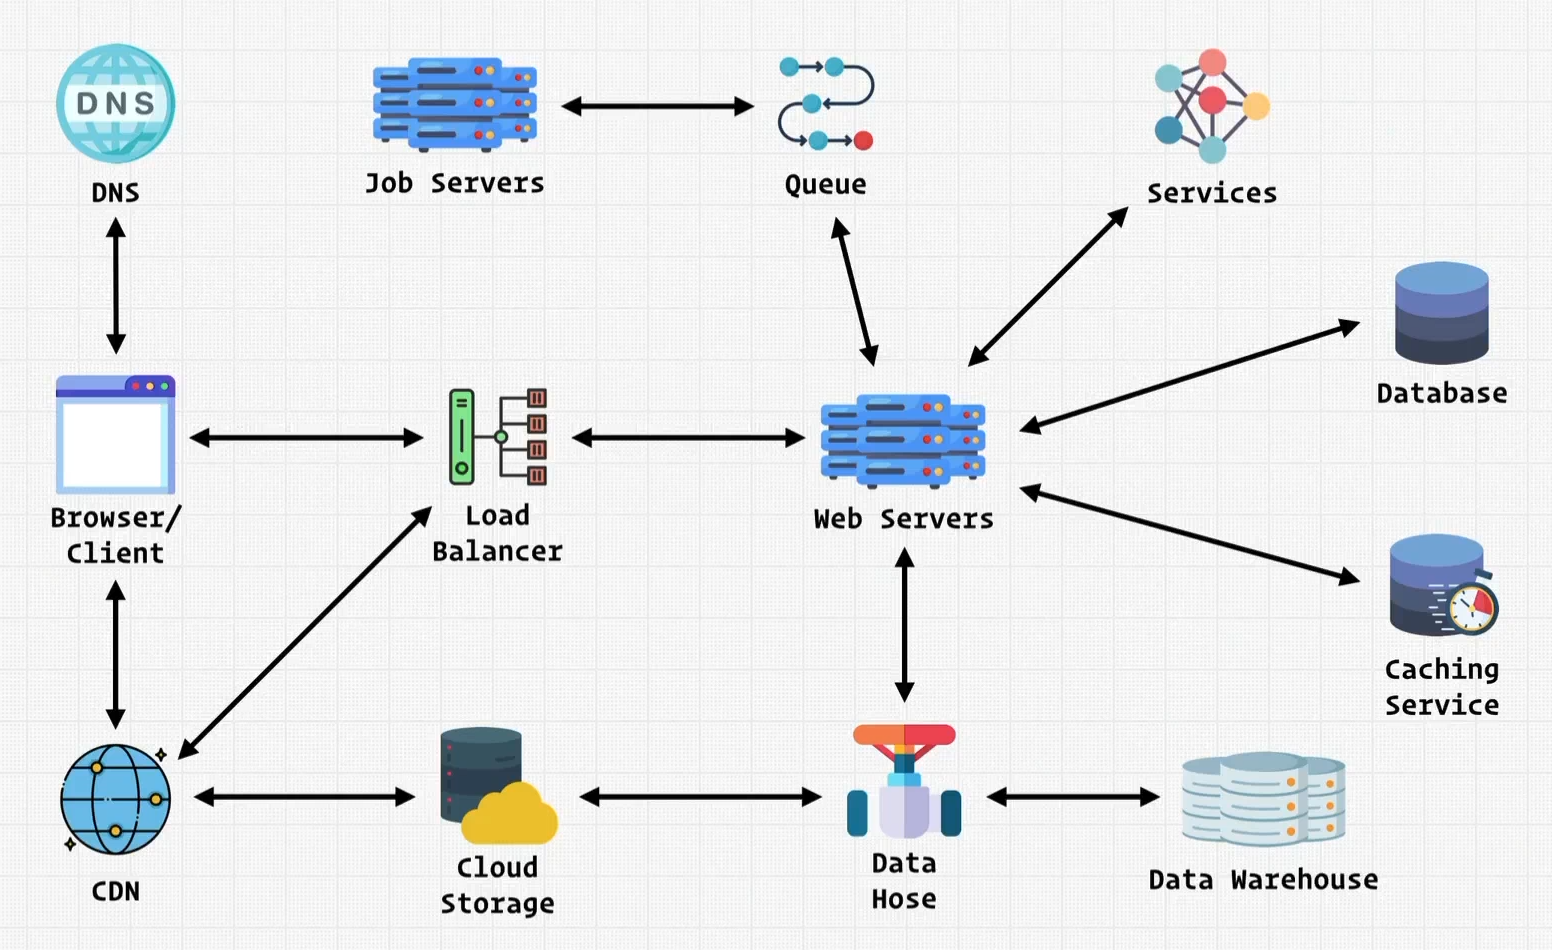 DNS
DNS
Job Servers
Queue
Services
Database
Browser/
Client
Load
Balancer
Web Servers
Caching
Service
CDN
Cloud
Storage
Data
Hose
Data Warehouse